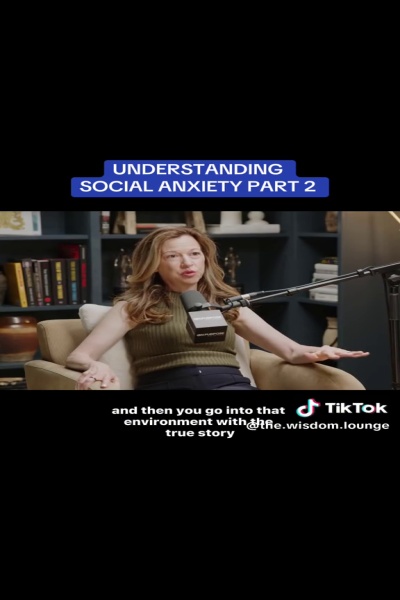 UNDERSTANDING
SOCIAL ANXIETY PART 2
and then you go into that
environment with the
true story
TikTok
@the.wisdom.lounge